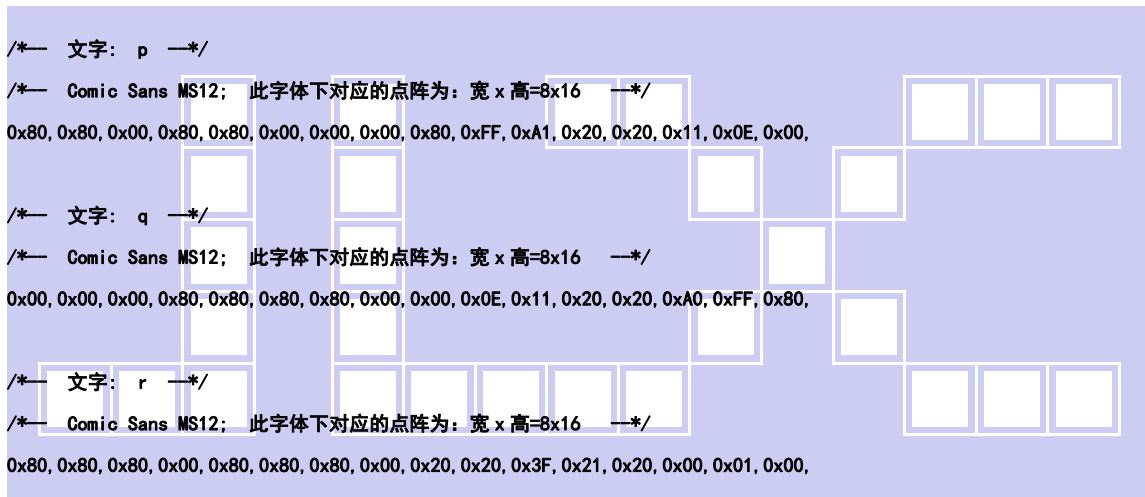 /*--  文字:  p  --*/
/*--  Comic Sans MS12;  此字体下对应的点阵为：宽x高=8x16   --*/
0x80,0x80,0x00,0x80,0x80,0x00,0x00,0x00,0x80,0xFF,0xA1,0x20,0x20,0x11,0x0E,0x00,
/*--  文字:  q  --*/
/*--  Comic Sans MS12;  此字体下对应的点阵为：宽x高=8x16   --*/
0x00,0x00,0x00,0x80,0x80,0x80,0x80,0x00,0x00,0x0E,0x11,0x20,0x20,0xA0,0xFF,0x80,
/*--  文字:  r  --*/
/*--  Comic Sans MS12;  此字体下对应的点阵为：宽x高=8x16   --*/
0x80,0x80,0x80,0x00,0x80,0x80,0x80,0x00,0x20,0x20,0x3F,0x21,0x20,0x00,0x01,0x00,